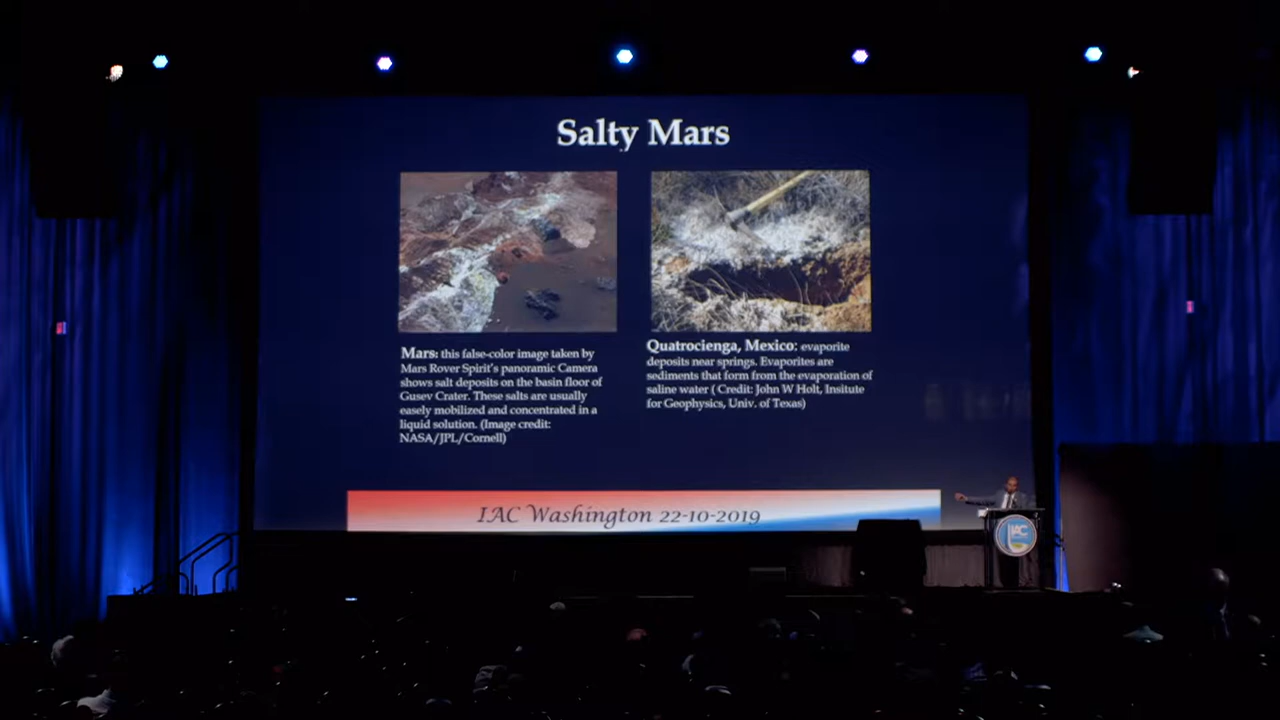 Salty Mars
Mars: this false-color image taken by
Mars Rover Spirit's panoramic Camera
shows salt deposits on the basin floor of
Gusev Crater. These salts are usually
easely mobilized and concentrated in a
liquid solution. (Image credit:
NASA/JPL/Cornell)
Quatrocienga, Mexico: evaporite
deposits near springs. Evaporites are
sediments that form from the evaporation of
saline water ( Credit: John W Holt, Insitute
for Geophysics, Univ. of Texas)
IAC Washington 22-10-2019
IAC